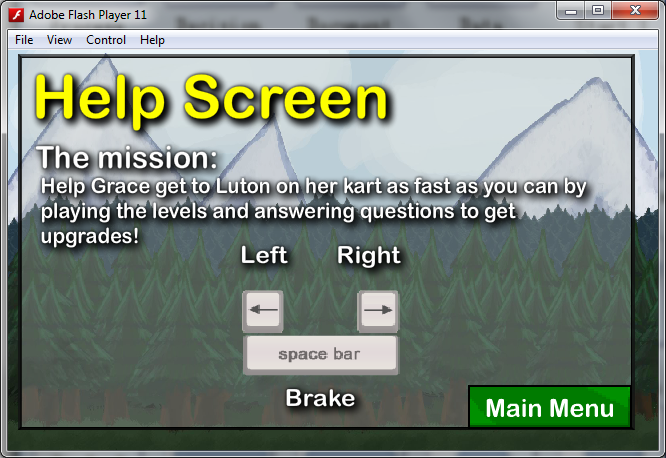 Adobe Flash Player 11
File View Control Help
Help Screen
The mission:
Help Grace get to Luton on her kart as fast as you can by
playing the levels and answering questions to get
upgrades!
Left Right
space bar
Brake
Main Menu